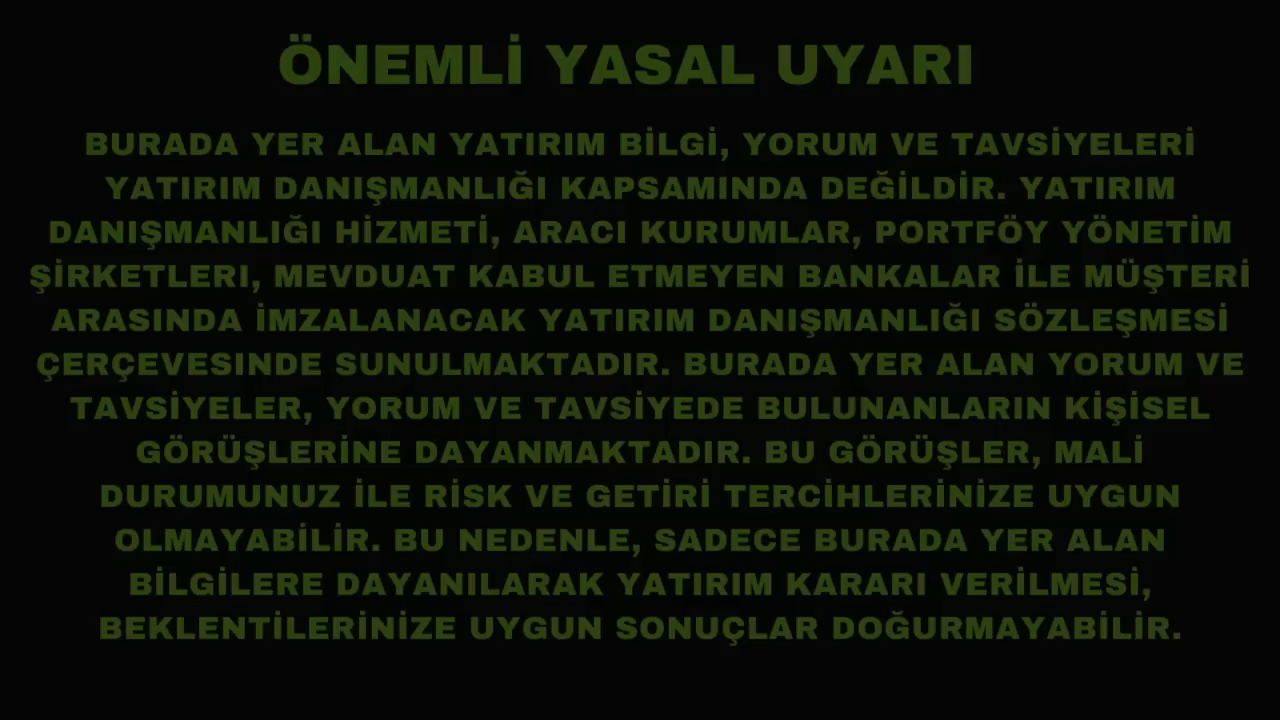 ÖNEMLİ YASAL UYARI
BURADA YER ALAN YATIRIM BİLGİ, YORUM VE TAVSİYELERİ
YATIRIM DANIŞMANLIĞI KAPSAMINDA DEĞİLDİR. YATIRIM
DANIŞMANLIĞI HİZMETİ, ARACI KURUMLAR, PORTFÖY YÖNETİM
ŞİRKETLERI, MEVDUAT KABUL ETMEYEN BANKALAR İLE MÜŞTERİ
ARASINDA İMZALANACAK YATIRIM DANIŞMANLIĞI SÖZLEŞMESİ
ÇERÇEVESINDE SUNULMAKTADIR. BURADA YER ALAN YORUM VE
TAVSİYELER, YORUM VE TAVSİYEDE BULUNANLARIN KİŞİSEL
GÖRÜŞLERİNE DAYANMAKTADIR. BU GÖRÜŞLER, MALİ
DURUMUNUZ İLE RİSK VE GETİRİ TERCİHLERİNİZE UYGUN
OLMAYABİLİR. BU NEDENLE, SADECE BURADA YER ALAN
BİLGİLERE DAYANILARAK YATIRIM KARARI VERİLMESİ,
BEKLENTİLERİNİZE UYGUN SONUÇLAR DOĞURMAYABİLİR.